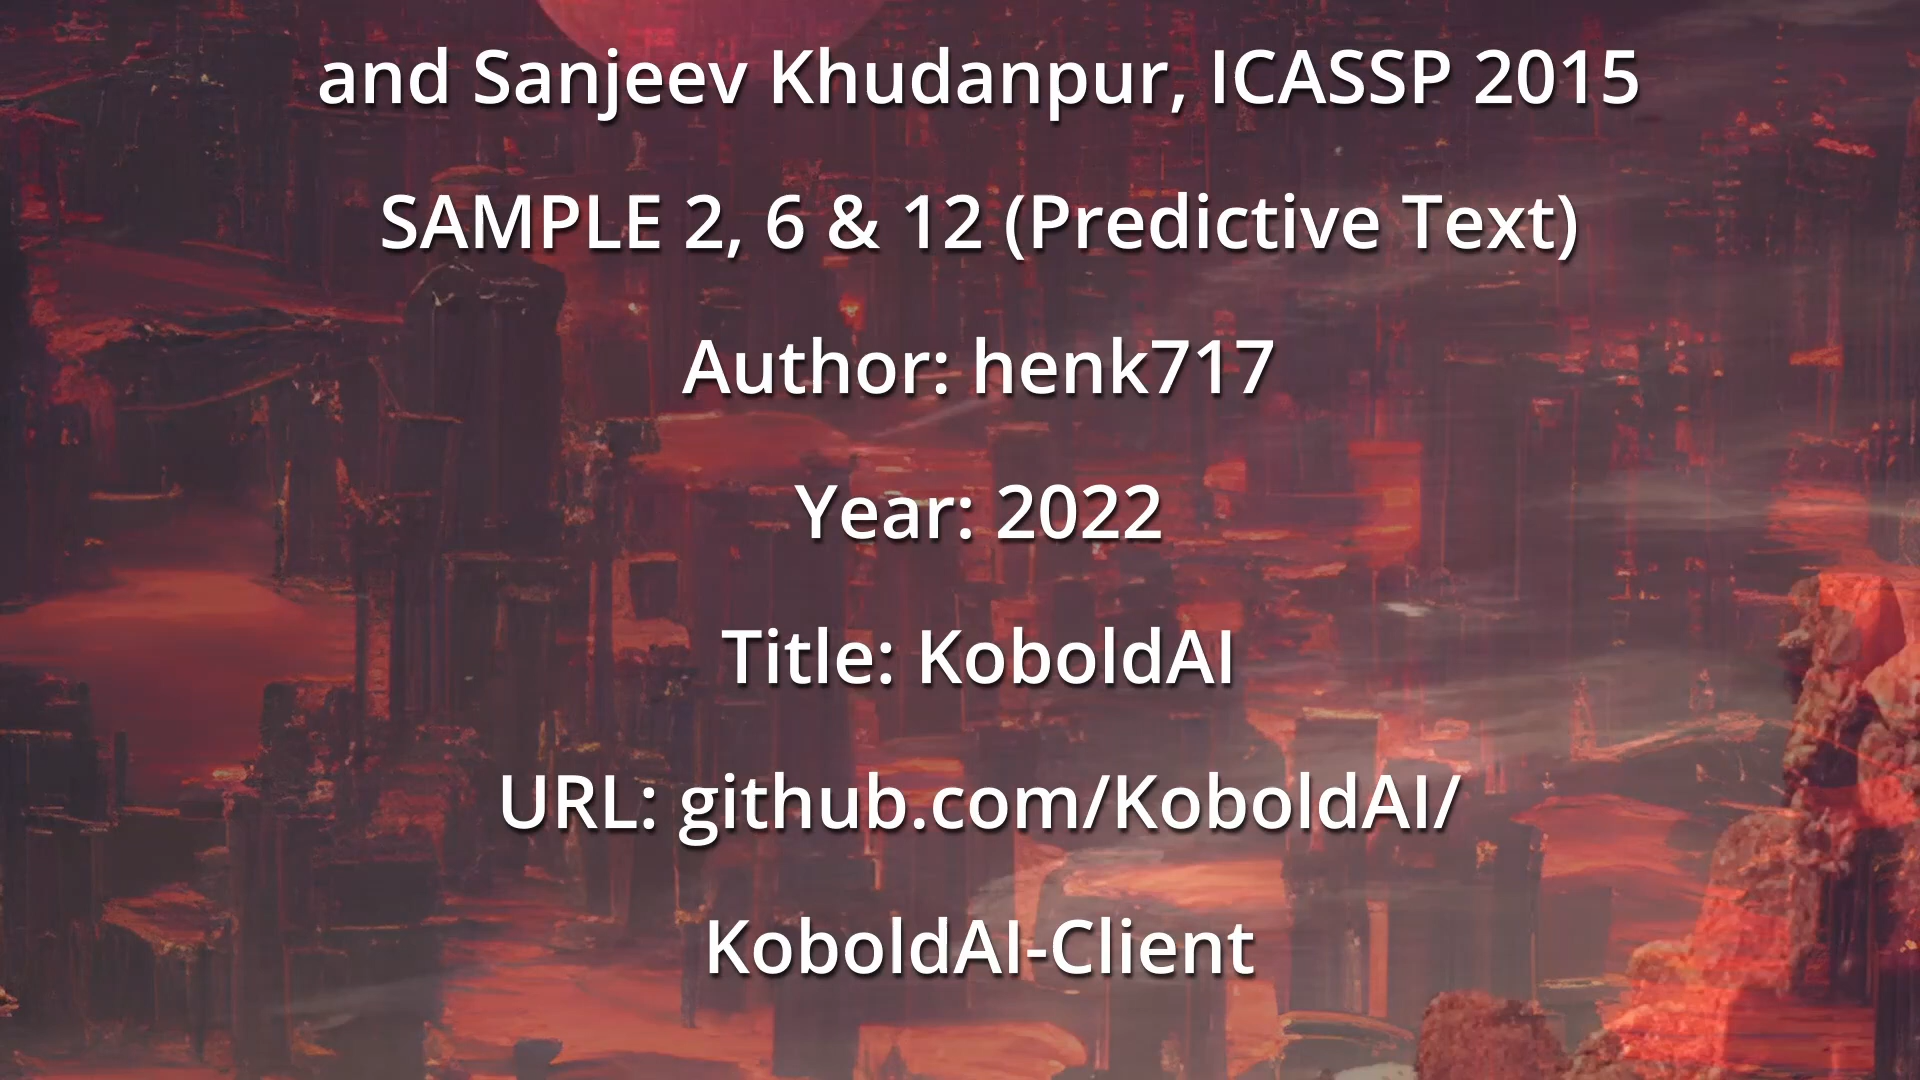 and Sanjeev Khudanpur, ICASSP 2015
SAMPLE 2, 6 & 12 (Predictive Text)
Author: henk717
Year: 2022
Title: KoboldAI
URL: github.com/KoboldAI/
KoboldAI-Client